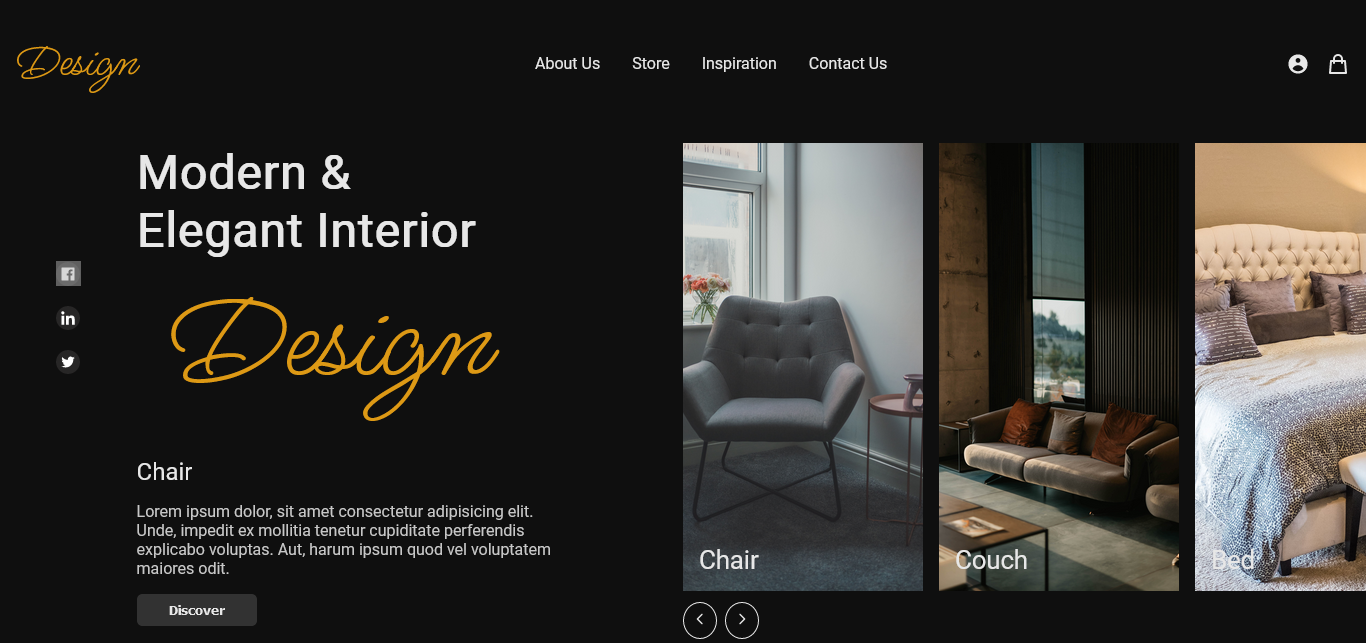 Design
About Us
Store
Inspiration
Contact Us
Modern &
Elegant Interior
Design
Chair
Lorem ipsum dolor, sit amet consectetur adipisicing elit.
Unde, impedit ex mollitia tenetur cupiditate perferendis
explicabo voluptas. Aut, harum ipsum quod vel voluptatem
maiores odit.
Discover
Chair
Couch
Bed